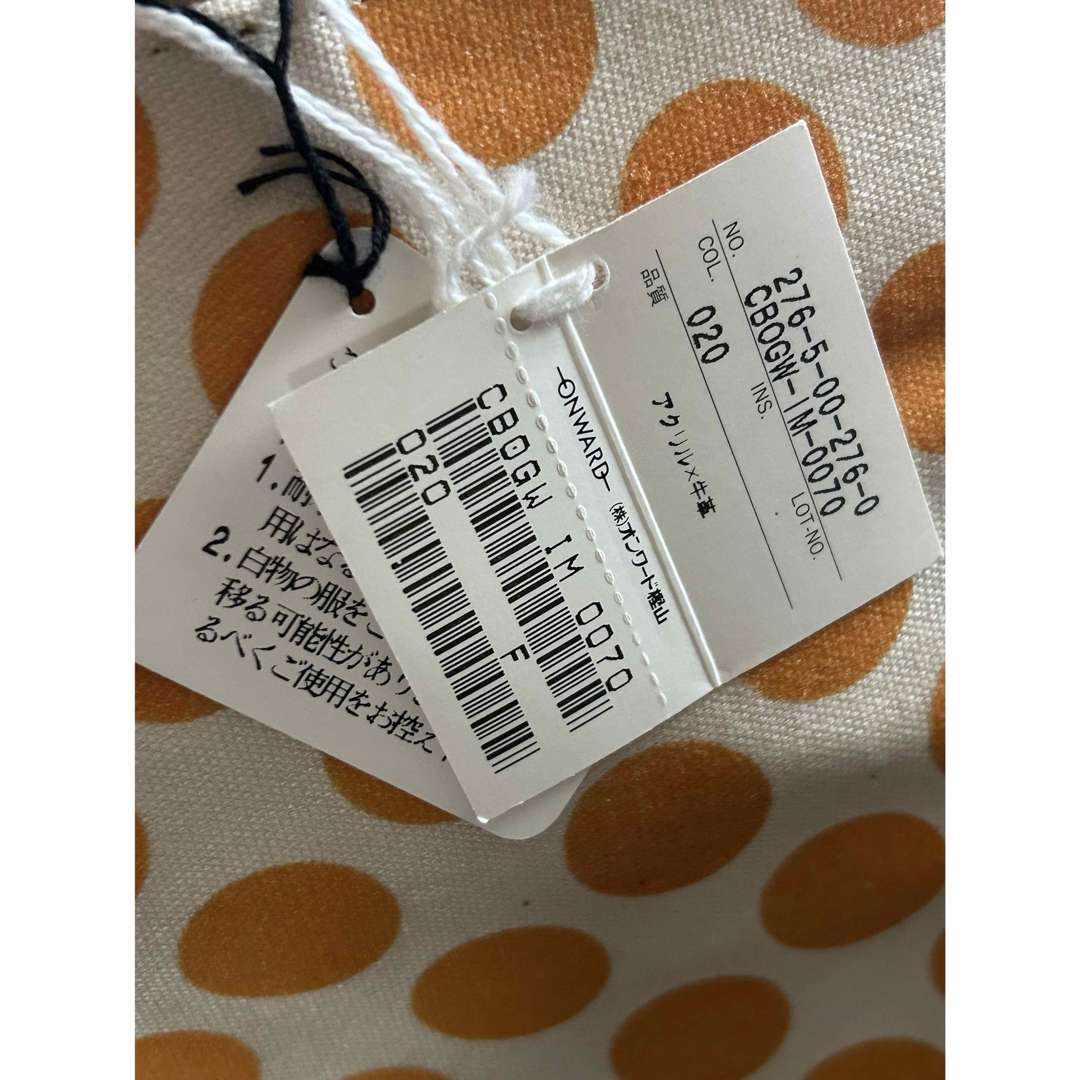 NO. 276-5-00-276-0
CBOGW-IM-0070
COL. 020 INS. LOT-NO.
品質 アクリル×牛革
ONWARD (株)オンワード樫山
CBOGW IM 0070
020 F
1.耐
用はな
2.白物の服をご
移る可能性があり
るべくご使用をお控え